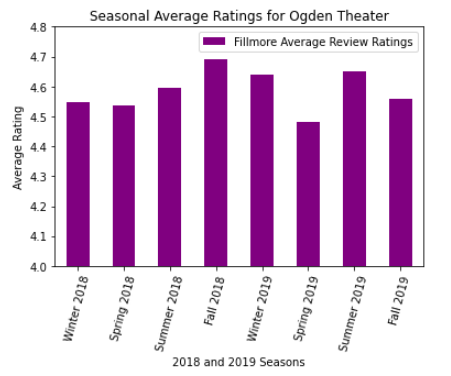 Seasonal Average Ratings for Ogden Theater
Fillmore Average Review Ratings
Average Rating
4.8
4.7
4.6
4.5
4.4
4.3
4.2
4.1
4.0
Winter 2018
Spring 2018
Summer 2018
Fall 2018
Winter 2019
Spring 2019
Summer 2019
Fall 2019
2018 and 2019 Seasons